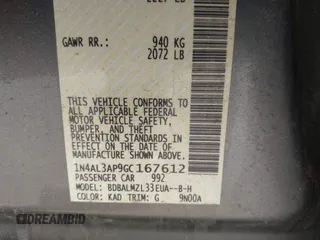 GAWR RR.: 940 KG
2072 LB
THIS VEHICLE CONFORMS TO ALL
APPLICABLE U.S. FEDERAL
MOTOR VEHICLE SAFETY,
BUMPER, AND THEFT
PREVENTION STANDARDS IN
EFFECT ON THE DATE OF
MANUFACTURE SHOWN ABOVE.
1N4AL3AP9GC167612
PASSENGER CAR 992
MODEL: BDBALMZL33EUA--B-H
COLOR: KAD TRIM: G 9N00A
© IDREAMBID